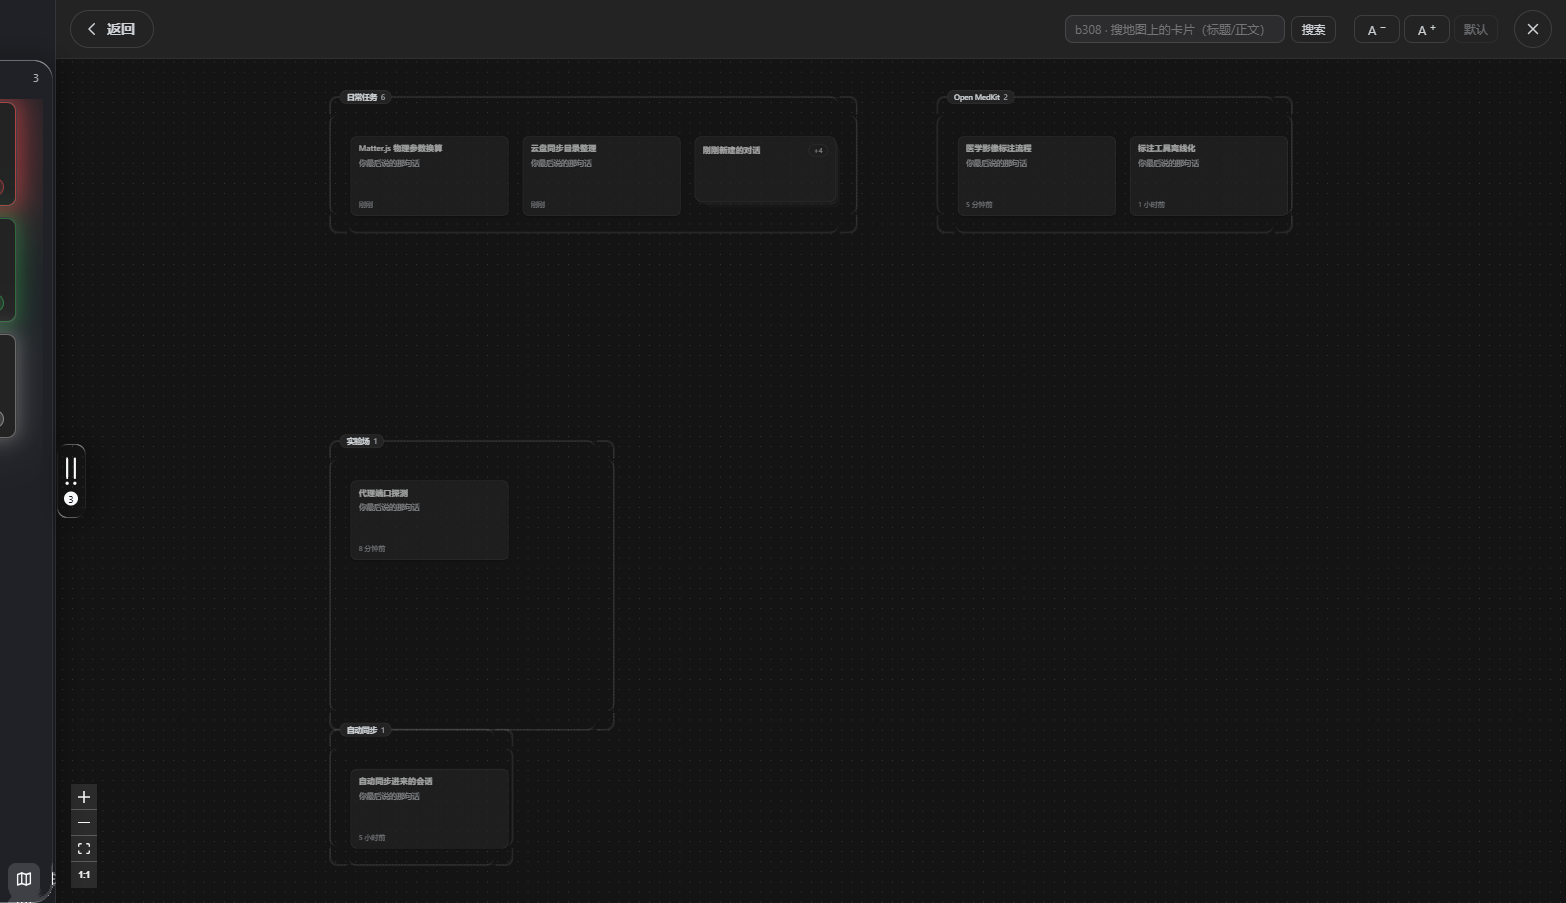 返回
b308 · 搜地图上的卡片（标题/正文）
搜索
A⁻
A⁺
默认
3
日常任务 6
Matter.js 物理参数换算
你最后说的那句话
刚刚
云盘同步目录整理
你最后说的那句话
刚刚
刚刚新建的对话
+4
Open MedKit 2
医学影像标注流程
你最后说的那句话
5 分钟前
标注工具离线化
你最后说的那句话
1 小时前
实验场 1
代理端口探测
你最后说的那句话
8 分钟前
3
自动同步 1
自动同步进来的会话
你最后说的那句话
5 小时前
1:1